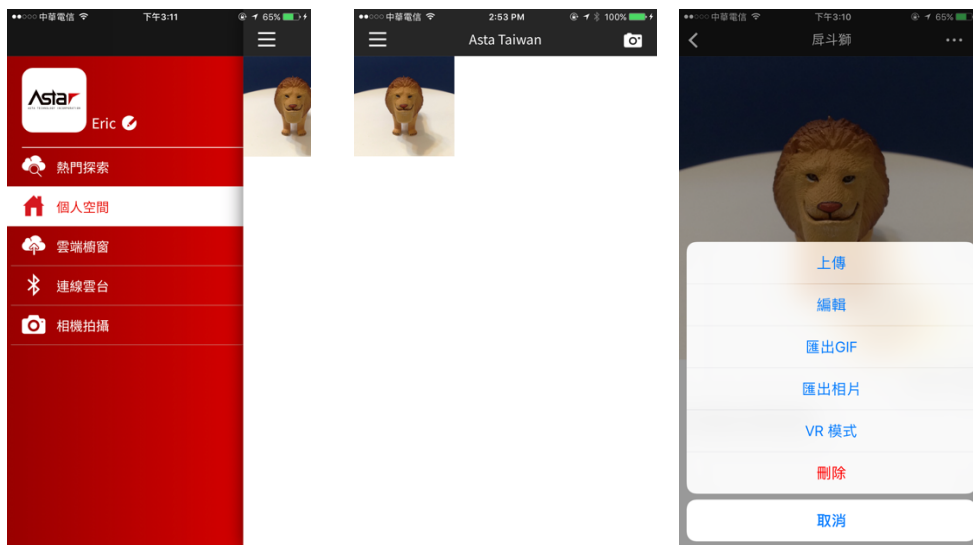 中華電信 下午3:11 65%
Astar
Eric
熱門探索
個人空間
雲端櫥窗
連線雲台
相機拍攝
中華電信 2:53 PM 100%
Asta Taiwan
中華電信 下午3:10 65%
戽斗獅
上傳
編輯
匯出GIF
匯出相片
VR 模式
刪除
取消